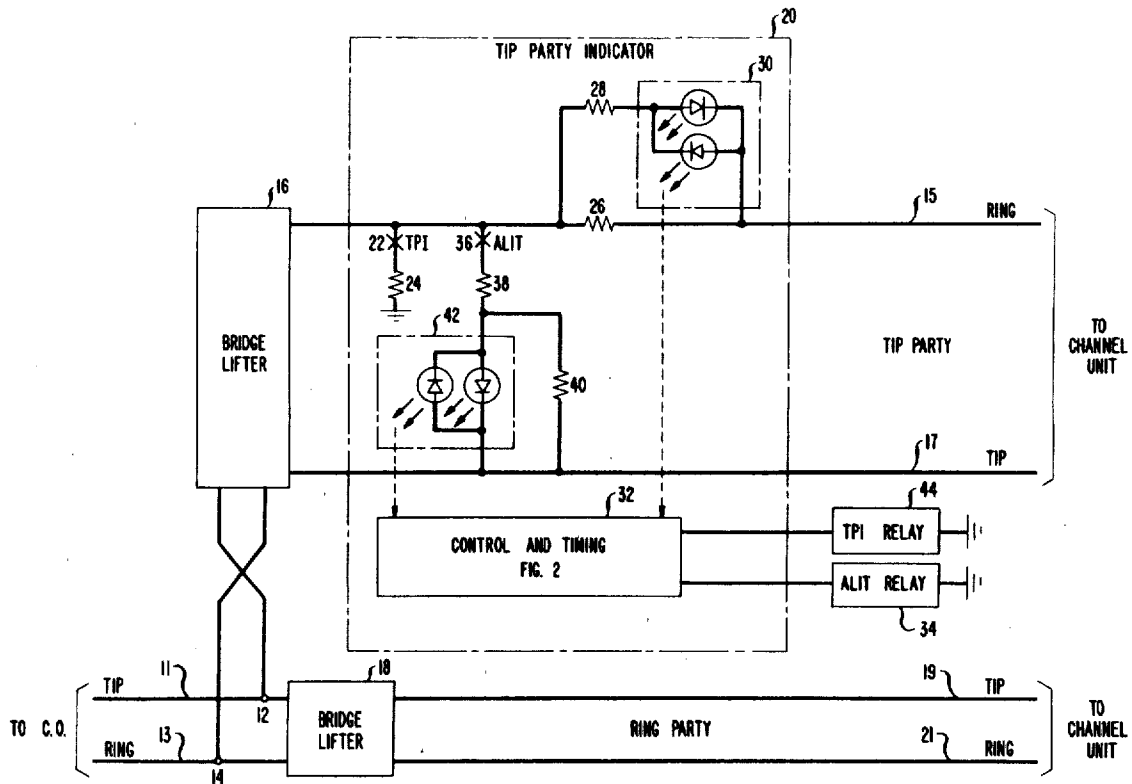 20
TIP PARTY INDICATOR
30
28
16
26
15
RING
22 TPI
36 ALIT
24
38
42
BRIDGE
LIFTER
40
TIP PARTY
TO
CHANNEL
UNIT
17
TIP
32
44
CONTROL AND TIMING
FIG. 2
TPI RELAY
ALIT RELAY
34
11
18
19
TIP
TIP
12
TO C.O.
BRIDGE
LIFTER
RING PARTY
TO
CHANNEL
UNIT
13
21
RING
RING
14